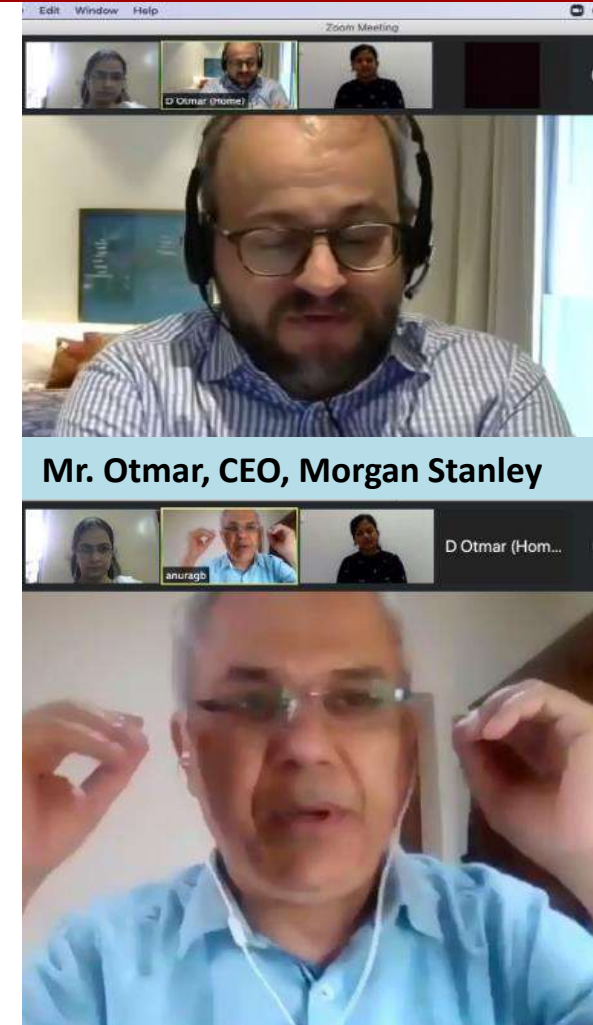 Edit Window Help
Zoom Meeting
D Otmar (Home)
Mr. Otmar, CEO, Morgan Stanley
anuragb
D Otmar (Hom...